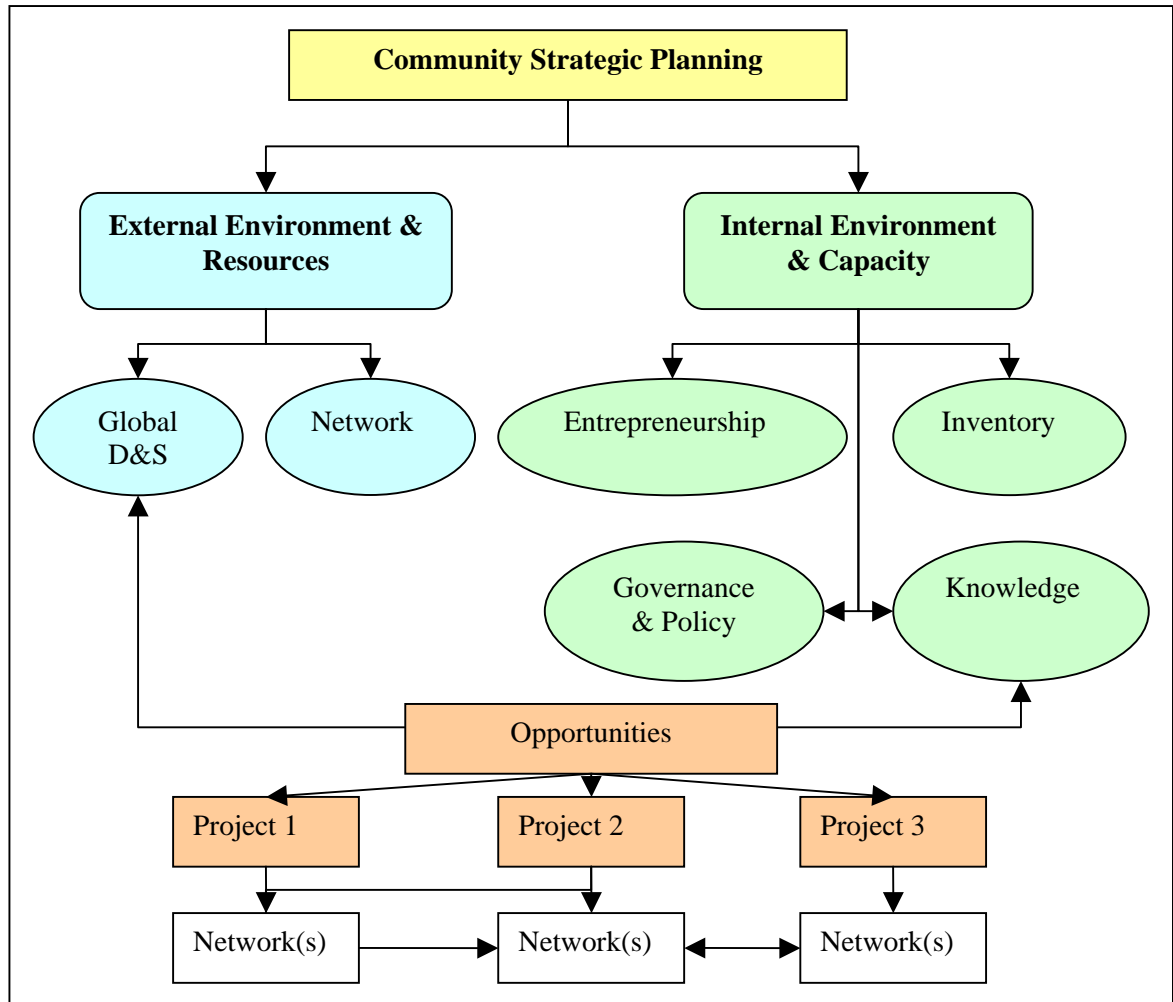 Community Strategic Planning
External Environment &
Resources
Internal Environment
& Capacity
Global
D&S
Network
Entrepreneurship
Inventory
Governance
& Policy
Knowledge
Opportunities
Project 1
Project 2
Project 3
Network(s)
Network(s)
Network(s)